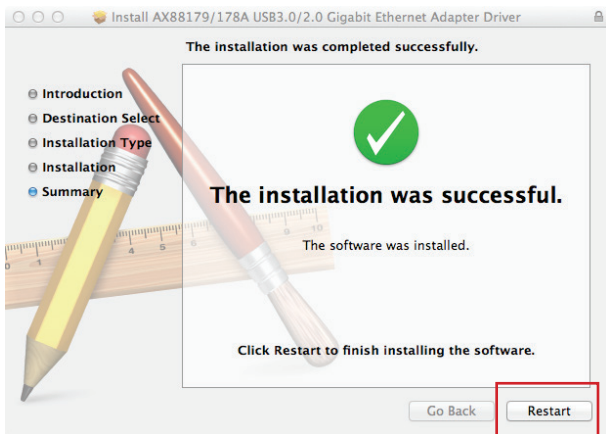 Install AX88179/178A USB3.0/2.0 Gigabit Ethernet Adapter Driver
The installation was completed successfully.
Introduction
Destination Select
Installation Type
Installation
Summary
The installation was successful.
The software was installed.
Click Restart to finish installing the software.
Go Back
Restart